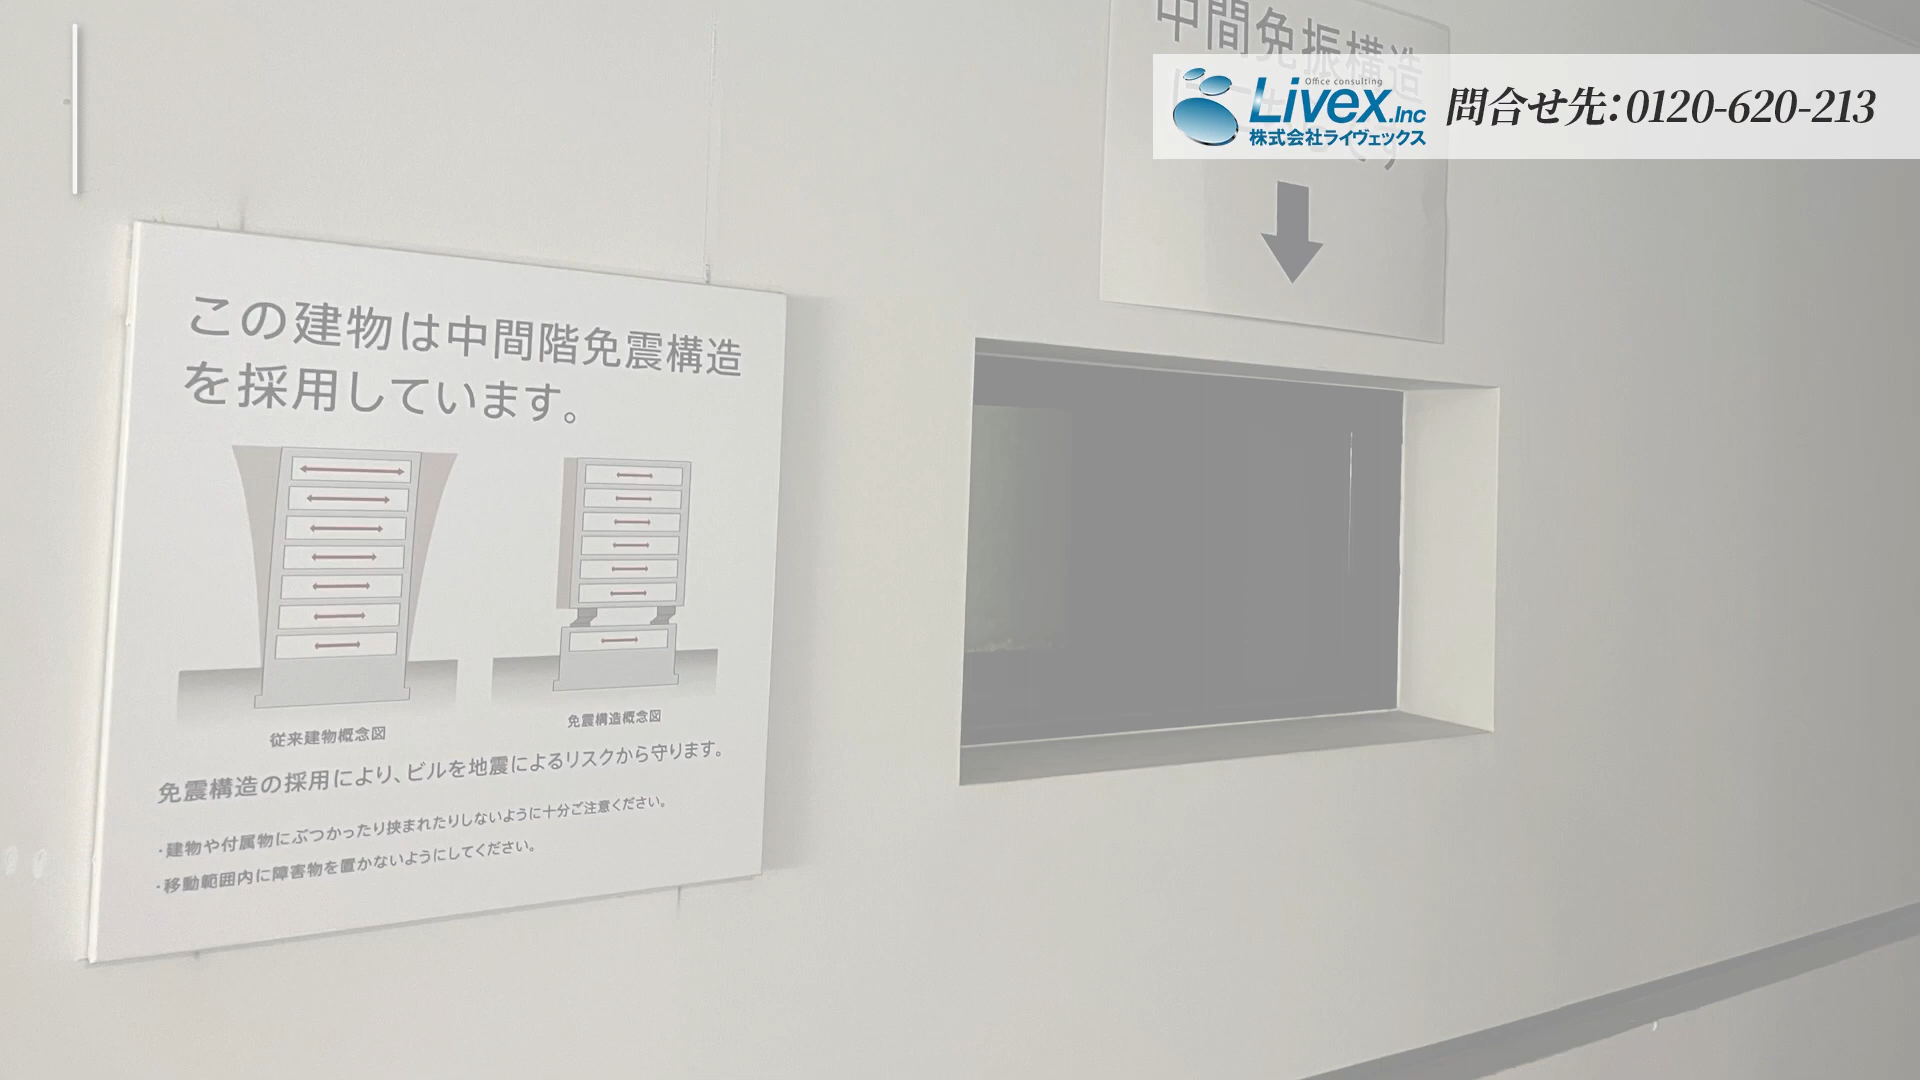 中間免振構造
Office consulting
Livex.Inc
株式会社ライヴェックス
問合せ先:0120-620-213
この建物は中間階免震構造
を採用しています。
従来建物概念図
免震構造概念図
免震構造の採用により、ビルを地震によるリスクから守ります。
・建物や付属物にぶつかったり挟まれたりしないように十分ご注意ください。
・移動範囲内に障害物を置かないようにしてください。